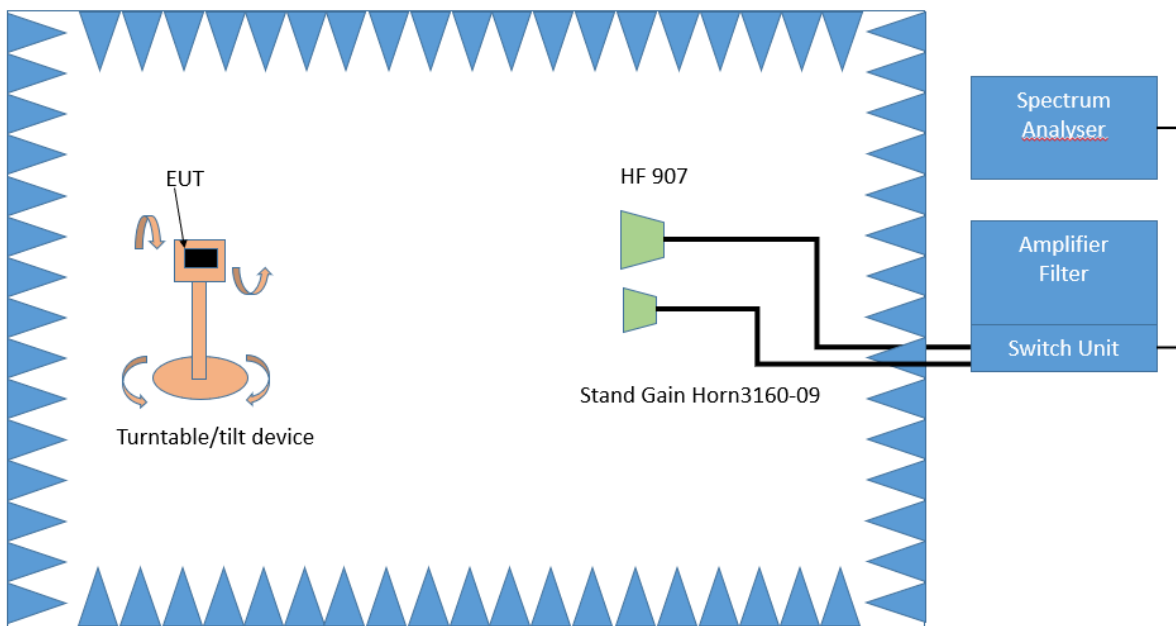 Spectrum
Analyser
EUT
HF 907
Amplifier
Filter
Switch Unit
Stand Gain Horn3160-09
Turntable/tilt device